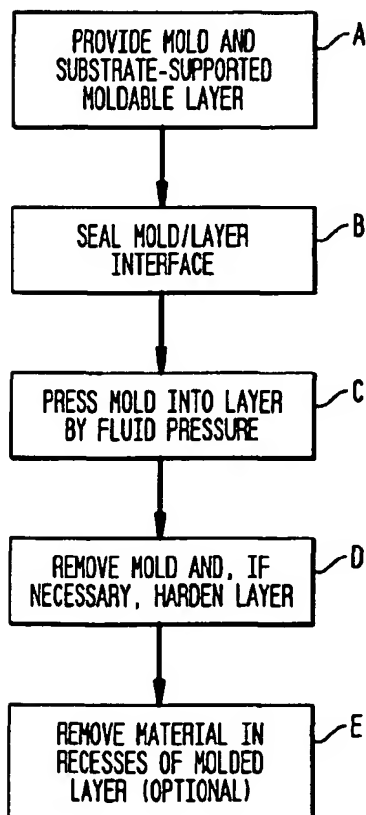 PROVIDE MOLD AND
SUBSTRATE-SUPPORTED
MOLDABLE LAYER
A
SEAL MOLD/LAYER
INTERFACE
B
PRESS MOLD INTO LAYER
BY FLUID PRESSURE
C
REMOVE MOLD AND, IF
NECESSARY, HARDEN LAYER
D
REMOVE MATERIAL IN
RECESSES OF MOLDED
LAYER (OPTIONAL)
E